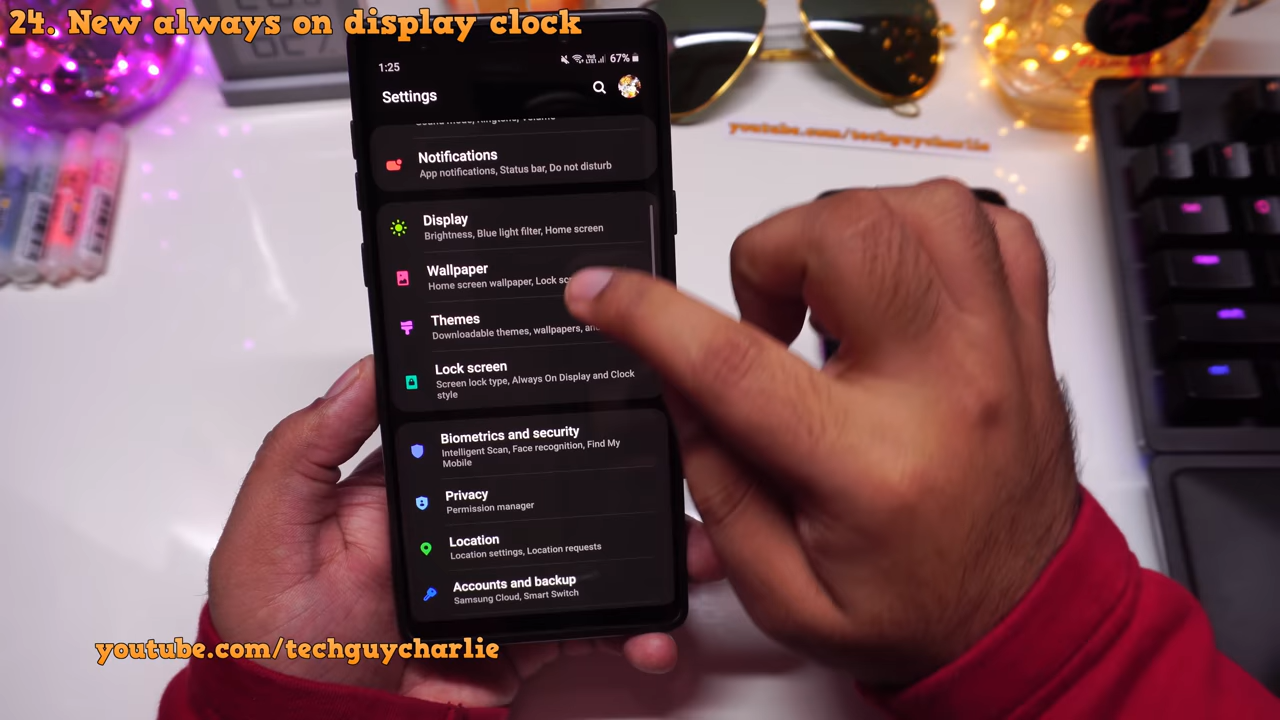 24. New always on display clock
1:25
67%
Settings
Notifications
App notifications, Status bar, Do not disturb
youtube.com/techguycharlie
Display
Brightness, Blue light filter, Home screen
Wallpaper
Home screen wallpaper, Lock
Themes
Downloadable themes, wallpapers,
Lock screen
Screen lock type, Always On Display and Clock
style
Biometrics and security
Intelligent Scan, Face recognition, Find My
Mobile
Privacy
Permission manager
Location
Location settings, Location requests
Accounts and backup
Samsung Cloud, Smart Switch
youtube.com/techguycharlie